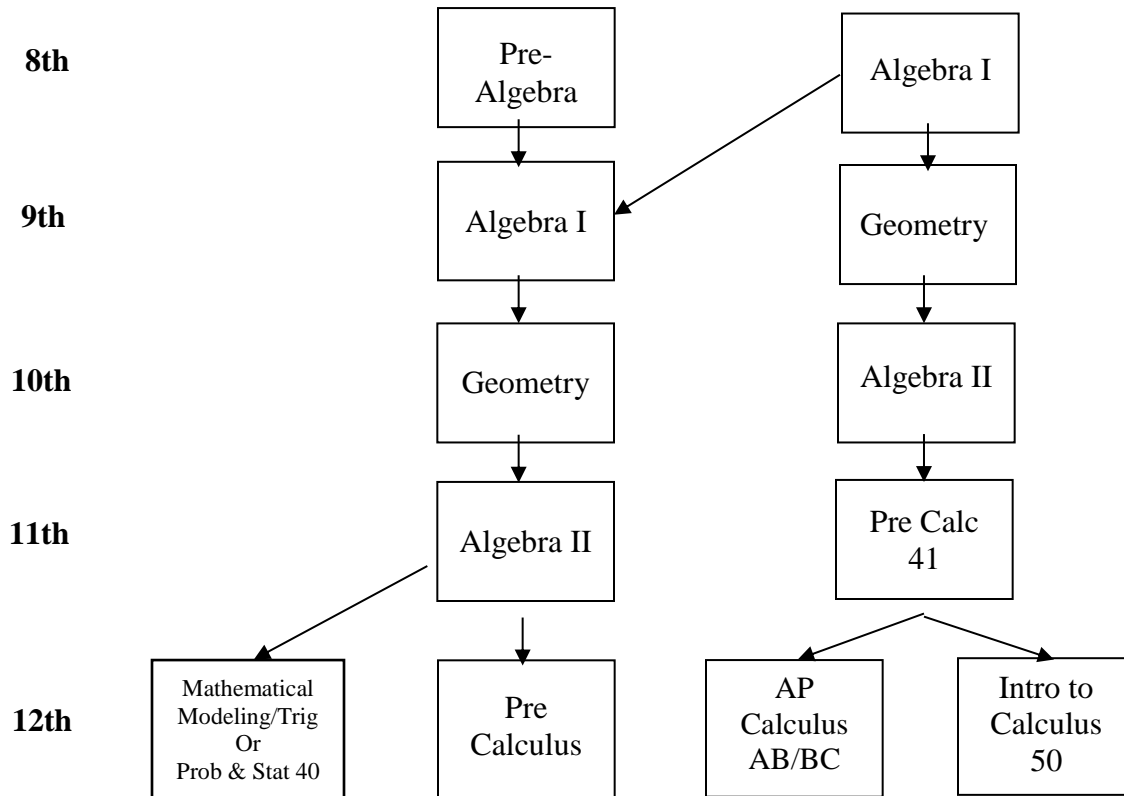 8th
Pre-
Algebra
Algebra I
9th
Algebra I
Geometry
10th
Geometry
Algebra II
11th
Algebra II
Pre Calc
41
12th
Mathematical
Modeling/Trig
Or
Prob & Stat 40
Pre
Calculus
AP
Calculus
AB/BC
Intro to
Calculus
50